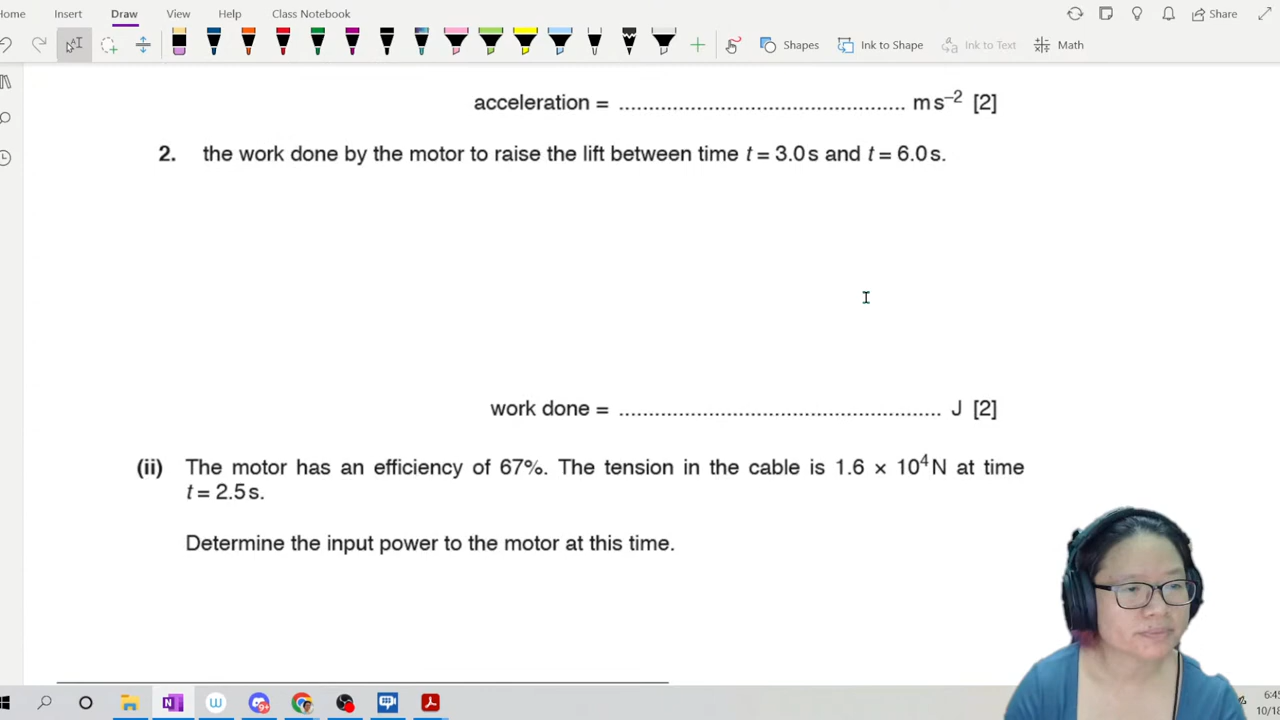 Home Insert Draw View Help Class Notebook Share
Shapes Ink to Shape Ink to Text Math
acceleration = ................................................ m s⁻² [2]
2. the work done by the motor to raise the lift between time t = 3.0 s and t = 6.0 s.
work done = ...................................................... J [2]
(ii) The motor has an efficiency of 67%. The tension in the cable is 1.6 × 10⁴ N at time
t = 2.5 s.
Determine the input power to the motor at this time.